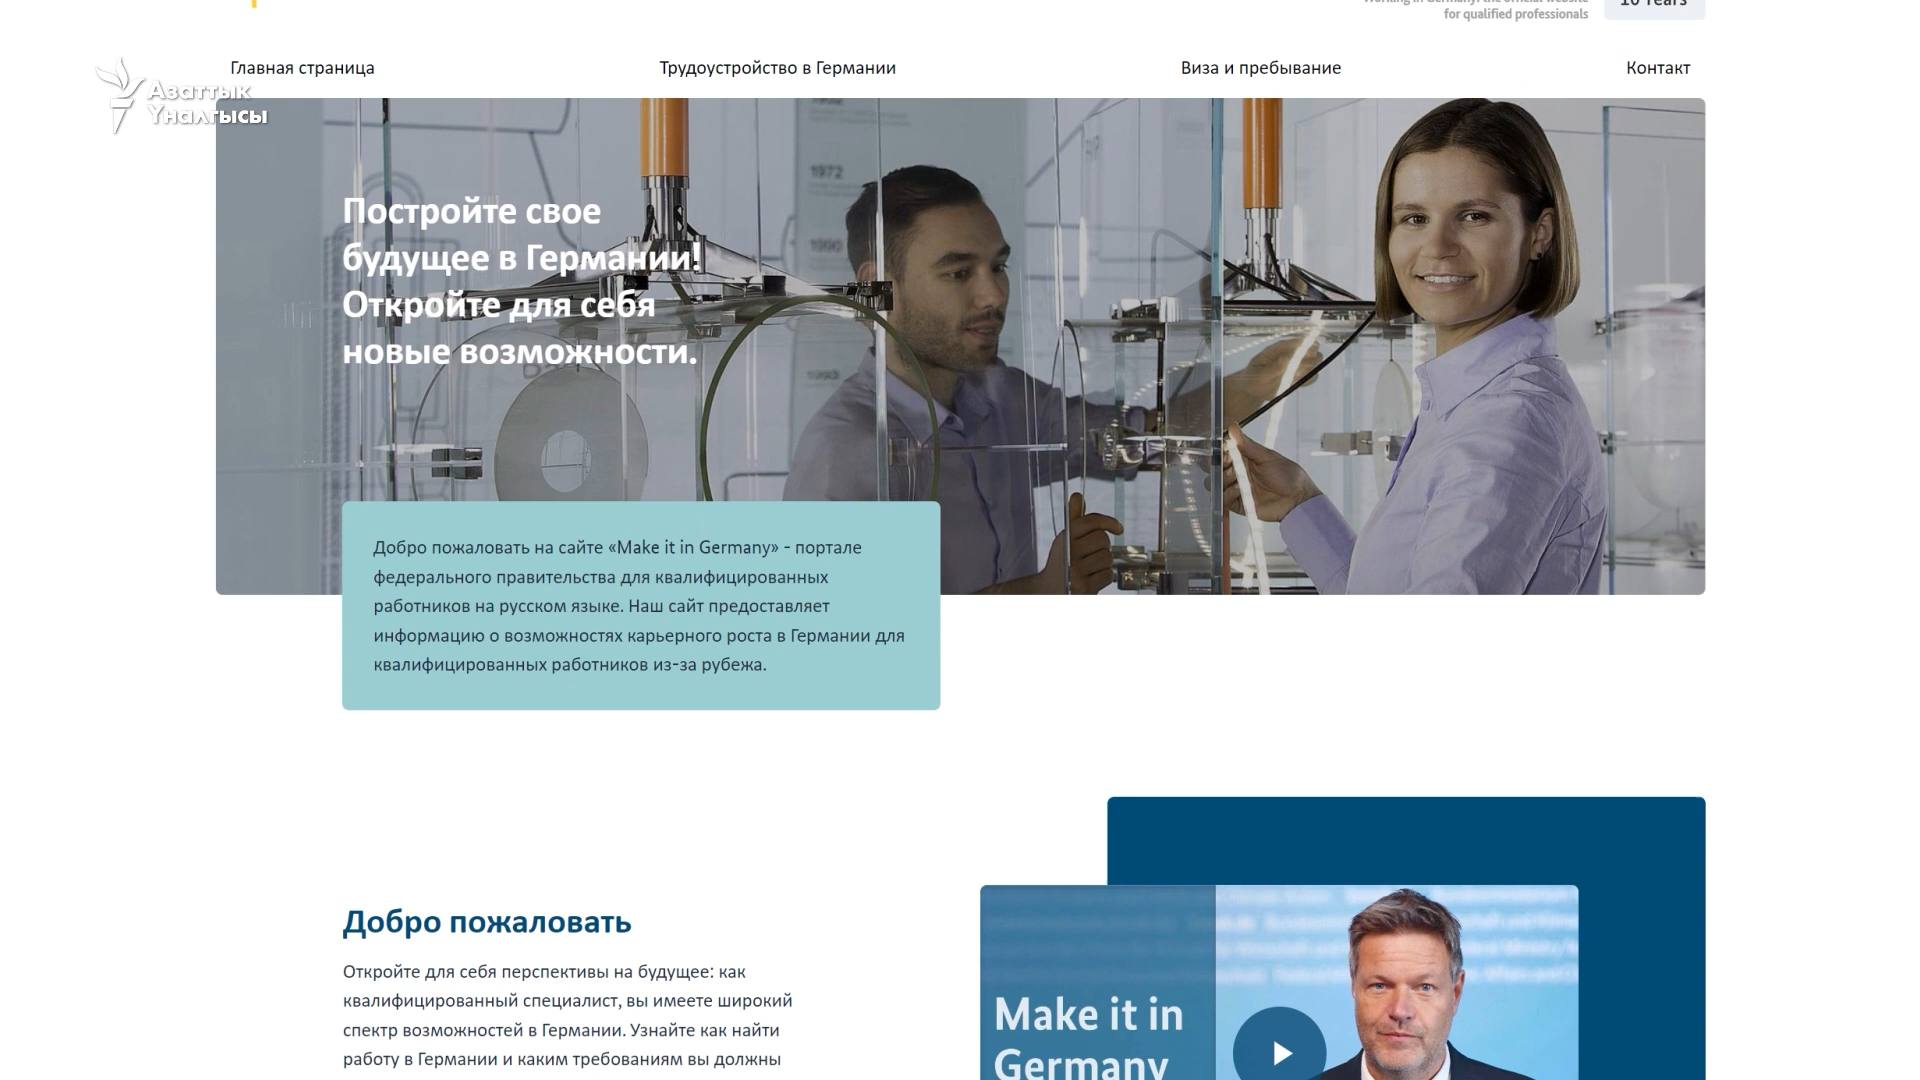 Working in Germany: the official website
for qualified professionals
10 Years
Главная страница
Трудоустройство в Германии
Виза и пребывание
Контакт
Азаттык
Үналгысы
1972
1990
Постройте свое
будущее в Германии!
Откройте для себя
новые возможности.
Добро пожаловать на сайте «Make it in Germany» - портале
федерального правительства для квалифицированных
работников на русском языке. Наш сайт предоставляет
информацию о возможностях карьерного роста в Германии для
квалифицированных работников из-за рубежа.
Добро пожаловать
Откройте для себя перспективы на будущее: как
квалифицированный специалист, вы имеете широкий
спектр возможностей в Германии. Узнайте как найти
работу в Германии и каким требованиям вы должны
Make it in
Germany